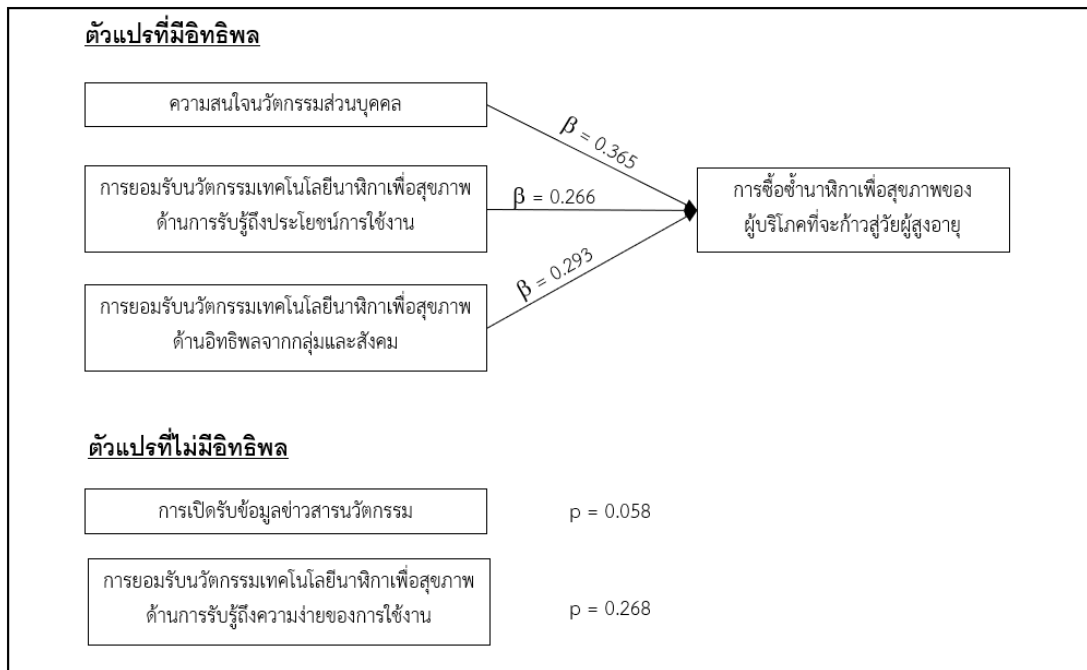 ตัวแปรที่มีอิทธิพล
ความสนใจนวัตกรรมส่วนบุคคล
β = 0.365
การยอมรับนวัตกรรมเทคโนโลยีนาฬิกาเพื่อสุขภาพ
ด้านการรับรู้ถึงประโยชน์การใช้งาน
β = 0.266
การซื้อซ้ำนาฬิกาเพื่อสุขภาพของ
ผู้บริโภคที่จะก้าวสู่วัยผู้สูงอายุ
β = 0.293
การยอมรับนวัตกรรมเทคโนโลยีนาฬิกาเพื่อสุขภาพ
ด้านอิทธิพลจากกลุ่มและสังคม
ตัวแปรที่ไม่มีอิทธิพล
การเปิดรับข้อมูลข่าวสารนวัตกรรม
p = 0.058
การยอมรับนวัตกรรมเทคโนโลยีนาฬิกาเพื่อสุขภาพ
ด้านการรับรู้ถึงความง่ายของการใช้งาน
p = 0.268